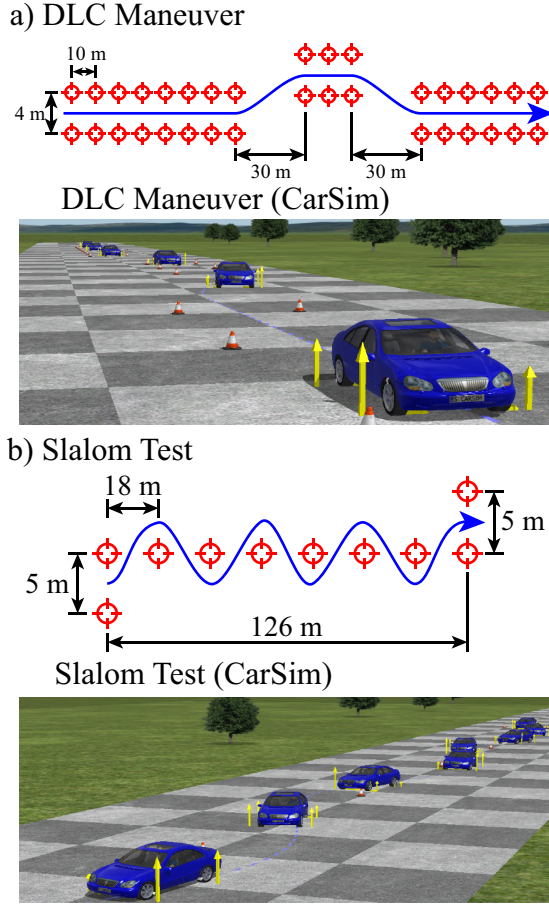 a) DLC Maneuver
10 m
4 m
30 m
30 m
DLC Maneuver (CarSim)
b) Slalom Test
18 m
5 m
5 m
126 m
Slalom Test (CarSim)